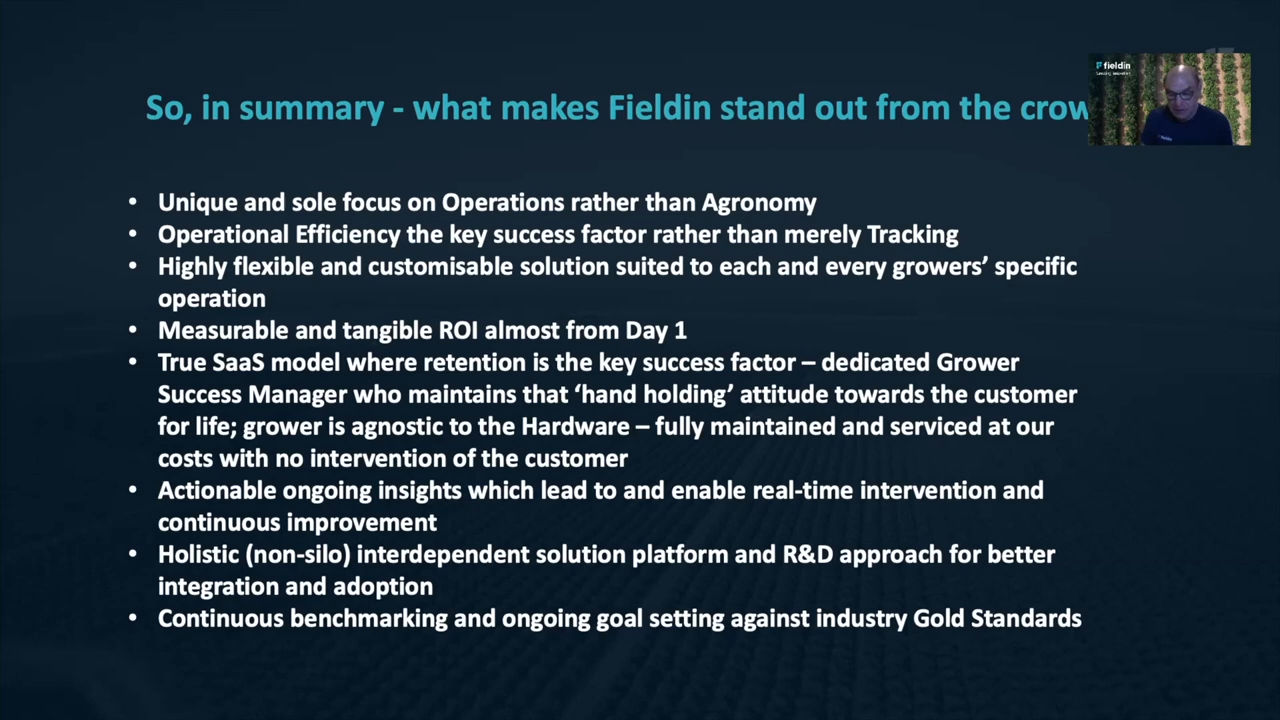 So, in summary - what makes Fieldin stand out from the crow
fieldin
• Unique and sole focus on Operations rather than Agronomy
• Operational Efficiency the key success factor rather than merely Tracking
• Highly flexible and customisable solution suited to each and every growers’ specific
operation
• Measurable and tangible ROI almost from Day 1
• True SaaS model where retention is the key success factor – dedicated Grower
Success Manager who maintains that ‘hand holding’ attitude towards the customer
for life; grower is agnostic to the Hardware – fully maintained and serviced at our
costs with no intervention of the customer
• Actionable ongoing insights which lead to and enable real-time intervention and
continuous improvement
• Holistic (non-silo) interdependent solution platform and R&D approach for better
integration and adoption
• Continuous benchmarking and ongoing goal setting against industry Gold Standards